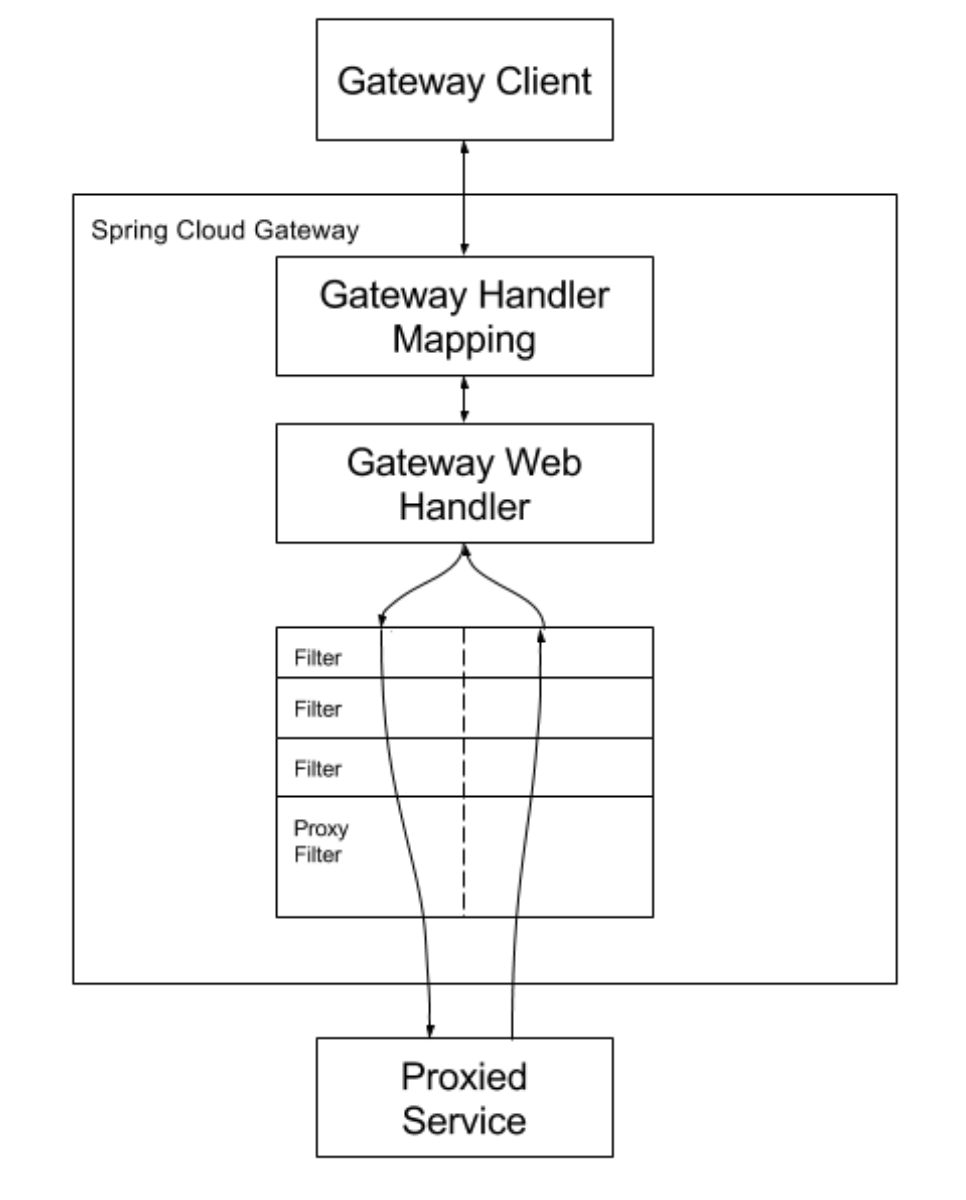 Gateway Client
Spring Cloud Gateway
Gateway Handler
Mapping
Gateway Web
Handler
Filter
Filter
Filter
Proxy
Filter
Proxied
Service